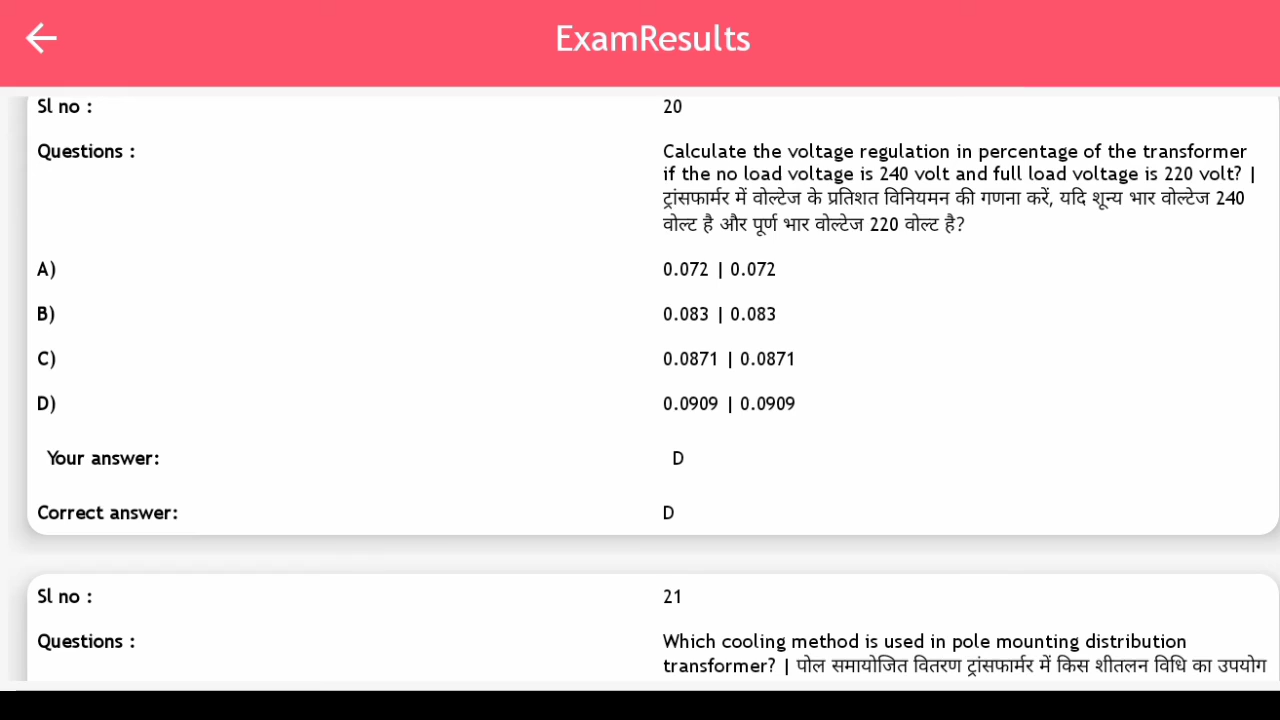 ExamResults
Sl no :
20
Questions :
Calculate the voltage regulation in percentage of the transformer
if the no load voltage is 240 volt and full load voltage is 220 volt? |
ट्रांसफार्मर में वोल्टेज के प्रतिशत विनियमन की गणना करें, यदि शून्य भार वोल्टेज 240
वोल्ट है और पूर्ण भार वोल्टेज 220 वोल्ट है?
A)
0.072 | 0.072
B)
0.083 | 0.083
C)
0.0871 | 0.0871
D)
0.0909 | 0.0909
Your answer:
D
Correct answer:
D
Sl no :
21
Questions :
Which cooling method is used in pole mounting distribution
transformer? | पोल समायोजित वितरण ट्रांसफार्मर में किस शीतलन विधि का उपयोग